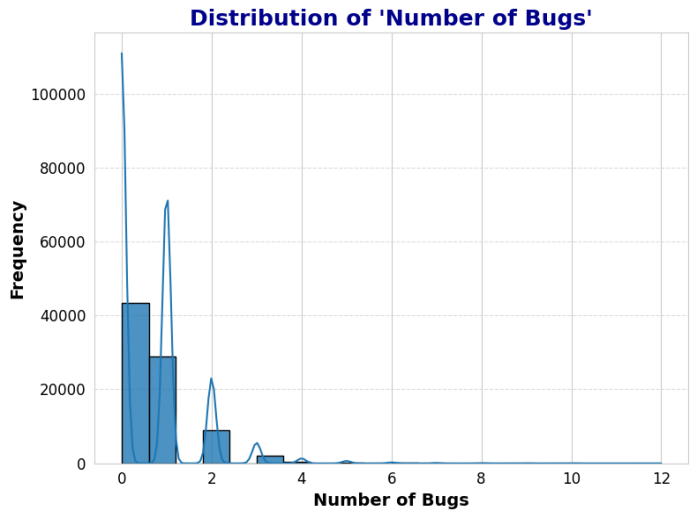 Distribution of 'Number of Bugs'
100000
80000
60000
40000
20000
0
Frequency
0 2 4 6 8 10 12
Number of Bugs